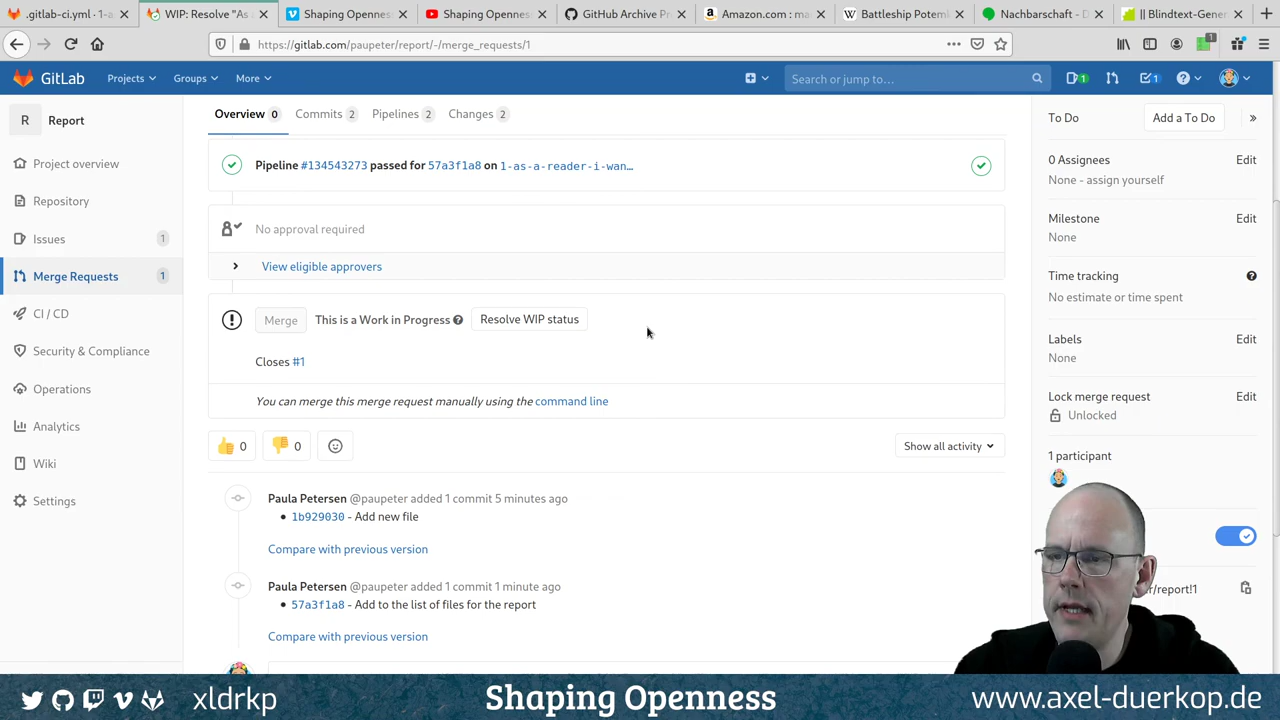 .gitlab-ci.yml · 1-a
WIP: Resolve "As
Shaping Openness
Shaping Openness
GitHub Archive Pr
Amazon.com : ma
Battleship Potem
Nachbarschaft - D
|| Blindtext-Gener
https://gitlab.com/paupeter/report/-/merge_requests/1
1
GitLab
Projects
Groups
More
Search or jump to…
1
1
R
Report
Project overview
Repository
Issues
1
Merge Requests
1
CI / CD
Security & Compliance
Operations
Analytics
Wiki
Settings
Overview 0
Commits 2
Pipelines 2
Changes 2
Pipeline #134543273 passed for 57a3f1a8 on 1-as-a-reader-i-wan…
No approval required
View eligible approvers
Merge
This is a Work in Progress
Resolve WIP status
Closes #1
You can merge this merge request manually using the command line
👍 0
👎 0
Show all activity
Paula Petersen @paupeter added 1 commit 5 minutes ago
• 1b929030 - Add new file
Compare with previous version
Paula Petersen @paupeter added 1 commit 1 minute ago
• 57a3f1a8 - Add to the list of files for the report
Compare with previous version
To Do
Add a To Do
0 Assignees
Edit
None - assign yourself
Milestone
Edit
None
Time tracking
No estimate or time spent
Labels
Edit
None
Lock merge request
Edit
Unlocked
1 participant
er/report!1
xldrkp
Shaping Openness
www.axel-duerkop.de